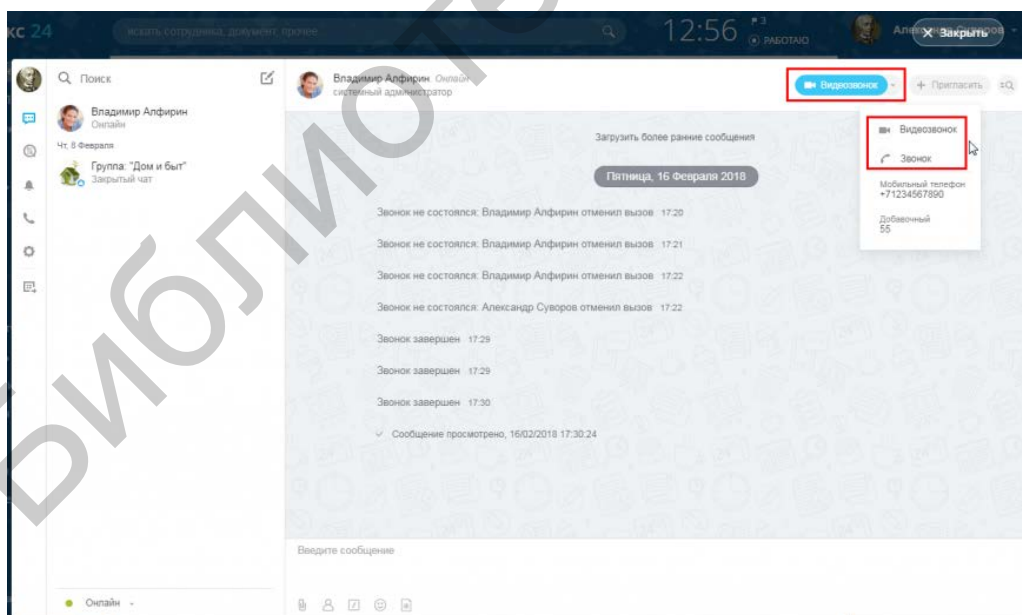 кс 24
искать сотрудника, документ, прочее...
12:56
3
РАБОТАЮ
Закрыть
Поиск
Владимир Алфирин
Онлайн
Чт, 8 Февраля
Группа: "Дом и быт"
Закрытый чат
Онлайн
Владимир Алфирин Онлайн
системный администратор
Видеозвонок
+ Пригласить
Видеозвонок
Звонок
Мобильный телефон
+71234567890
Добавочный
55
Загрузить более ранние сообщения
Пятница, 16 Февраля 2018
Звонок не состоялся: Владимир Алфирин отменил вызов 17:20
Звонок не состоялся: Владимир Алфирин отменил вызов 17:21
Звонок не состоялся: Владимир Алфирин отменил вызов 17:22
Звонок не состоялся: Александр Суворов отменил вызов 17:22
Звонок завершен 17:29
Звонок завершен 17:29
Звонок завершен 17:30
Сообщение просмотрено, 16/02/2018 17:30:24
Введите сообщение
Библиот